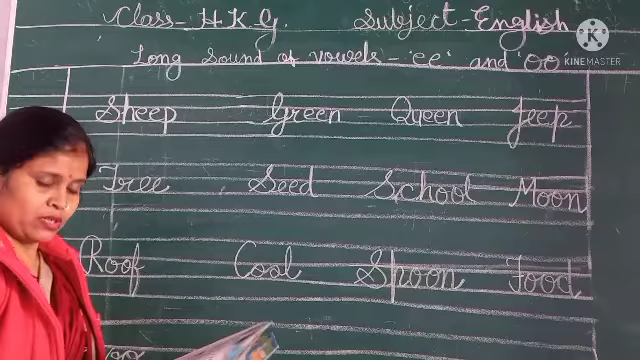 Class- H.K.G. Subject- English
Long Sound of vowels - 'ee' and 'oo'
Sheep Green Queen Jeep
Tree Seed School Moon
Roof Cool Spoon Food
KINEMASTER